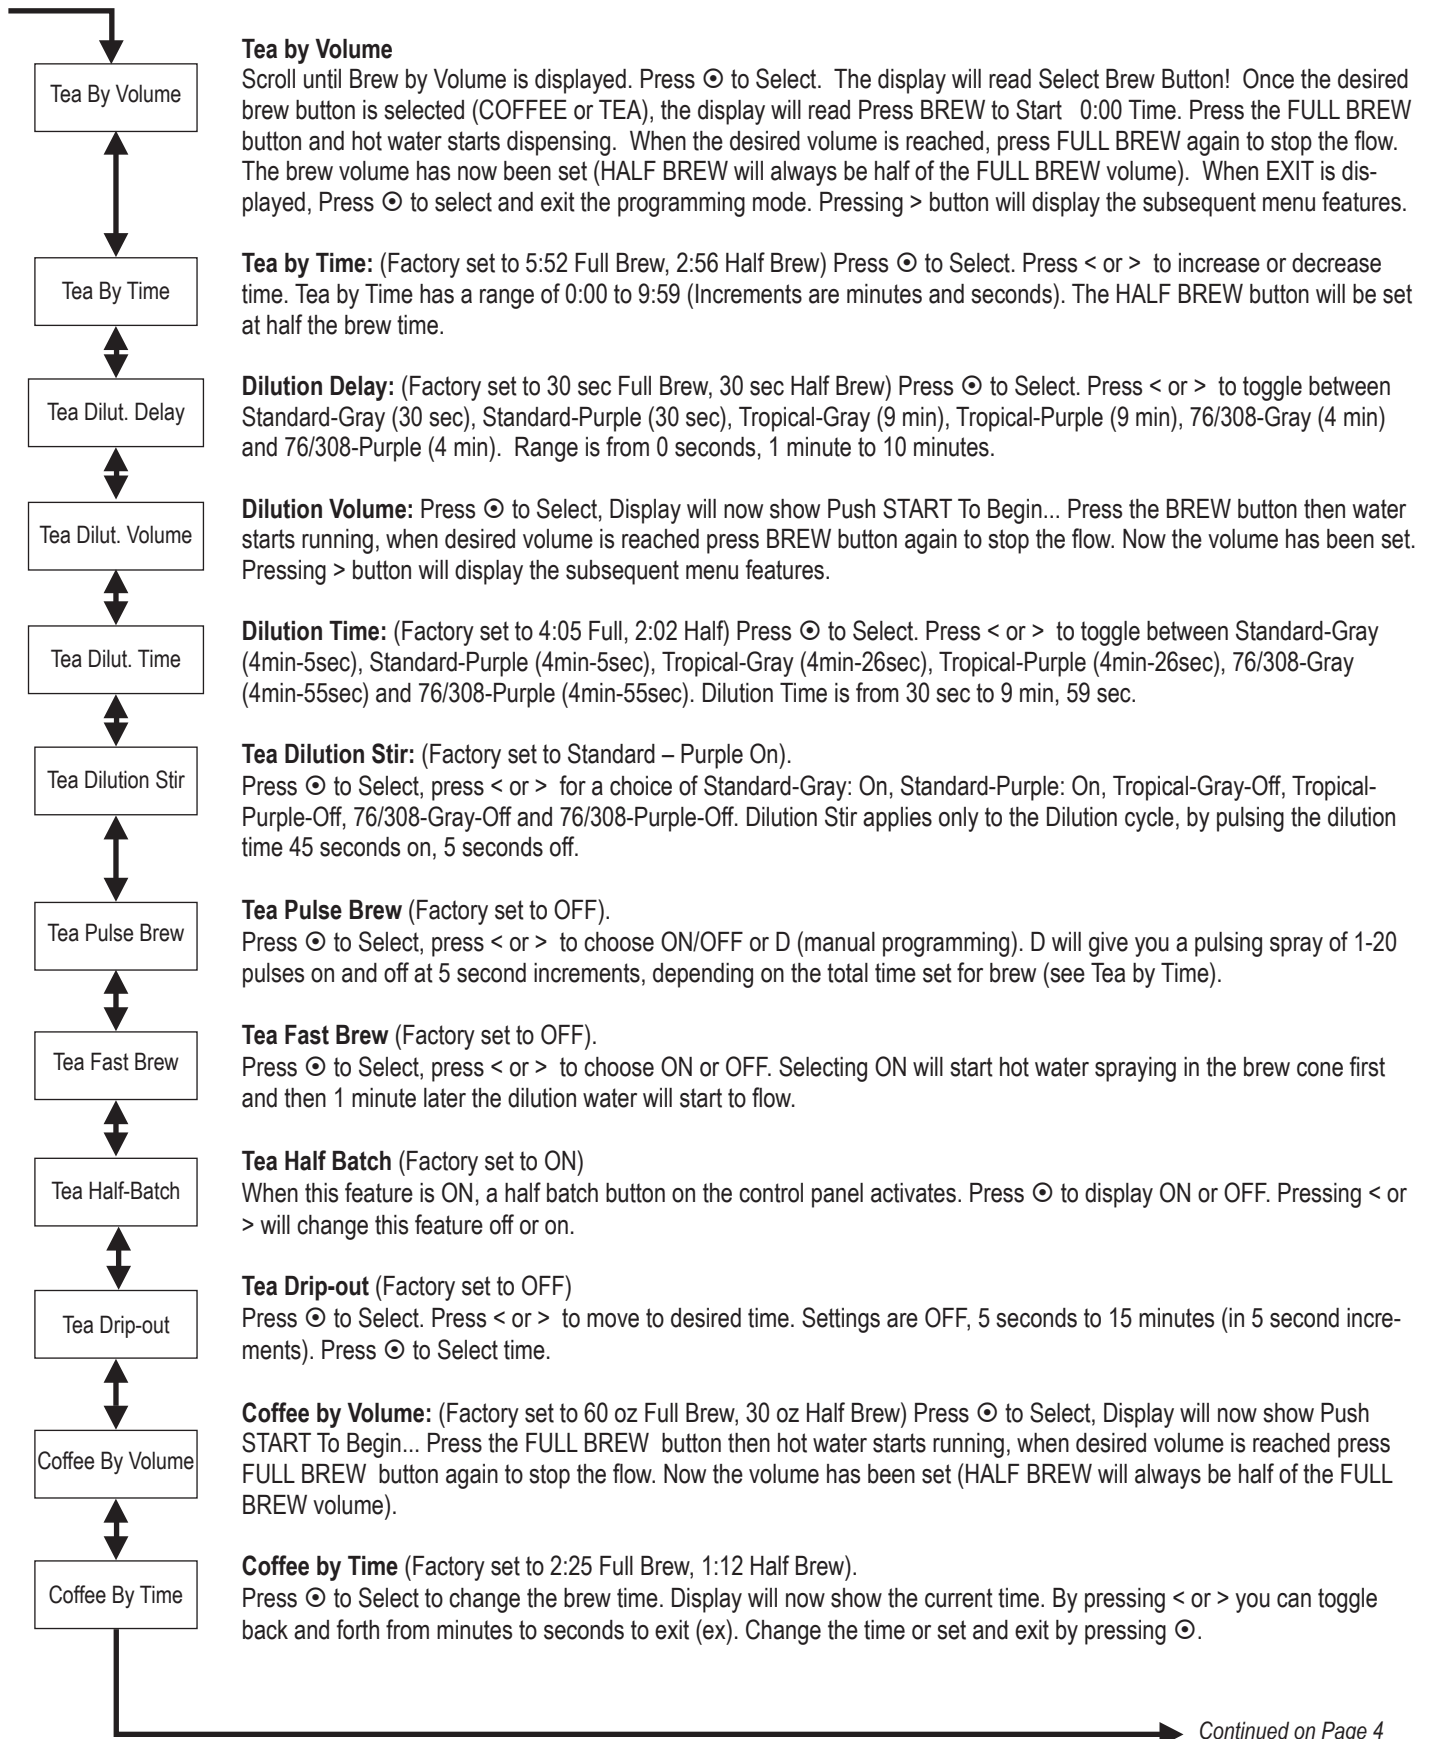 Tea by Volume
Tea By Volume
Scroll until Brew by Volume is displayed. Press ⊙ to Select.  The display will read Select Brew Button!  Once the desired
brew button is selected (COFFEE or TEA), the display will read Press BREW to Start   0:00 Time. Press the FULL BREW
button and hot water starts dispensing.  When the desired volume is reached, press FULL BREW again to stop the flow.
The brew volume has now been set (HALF BREW will always be half of the FULL BREW volume).  When EXIT is dis-
played, Press ⊙ to select and exit the programming mode. Pressing > button will display the subsequent menu features.
Tea By Time
Tea by Time: (Factory set to 5:52 Full Brew, 2:56 Half Brew) Press ⊙ to Select. Press < or >  to increase or decrease
time. Tea by Time has a range of 0:00 to 9:59 (Increments are minutes and seconds). The HALF BREW button will be set
at half the brew time.
Tea Dilut. Delay
Dilution Delay: (Factory set to 30 sec Full Brew, 30 sec Half Brew) Press ⊙ to Select. Press < or >  to toggle between
Standard-Gray (30 sec), Standard-Purple (30 sec), Tropical-Gray (9 min), Tropical-Purple (9 min), 76/308-Gray (4 min)
and 76/308-Purple (4 min).  Range is from 0 seconds, 1 minute to 10 minutes.
Tea Dilut. Volume
Dilution Volume: Press ⊙ to Select, Display will now show Push START To Begin... Press the BREW button then water
starts running, when desired volume is reached press BREW button again to stop the flow. Now the volume has been set.
Pressing > button will display the subsequent menu features.
Tea Dilut. Time
Dilution Time: (Factory set to 4:05 Full, 2:02 Half) Press ⊙ to Select. Press < or >  to toggle between Standard-Gray
(4min-5sec), Standard-Purple (4min-5sec), Tropical-Gray (4min-26sec), Tropical-Purple (4min-26sec), 76/308-Gray
(4min-55sec) and 76/308-Purple (4min-55sec). Dilution Time is from 30 sec to 9 min, 59 sec.
Tea Dilution Stir
Tea Dilution Stir: (Factory set to Standard – Purple On).
Press ⊙ to Select, press < or >  for a choice of Standard-Gray: On, Standard-Purple: On, Tropical-Gray-Off, Tropical-
Purple-Off, 76/308-Gray-Off and 76/308-Purple-Off. Dilution Stir applies only to the Dilution cycle, by pulsing the dilution
time 45 seconds on, 5 seconds off.
Tea Pulse Brew
Tea Pulse Brew (Factory set to OFF).
Press ⊙ to Select, press < or >  to choose ON/OFF or D (manual programming). D will give you a pulsing spray of 1-20
pulses on and off at 5 second increments, depending on the total time set for brew (see Tea by Time).
Tea Fast Brew
Tea Fast Brew (Factory set to OFF).
Press ⊙ to Select, press < or >  to choose ON or OFF. Selecting ON will start hot water spraying in the brew cone first
and then 1 minute later the dilution water will start to flow.
Tea Half-Batch
Tea Half Batch (Factory set to ON)
When this feature is ON, a half batch button on the control panel activates. Press ⊙ to display ON or OFF. Pressing < or
> will change this feature off or on.
Tea Drip-out
Tea Drip-out (Factory set to OFF)
Press ⊙ to Select. Press < or >  to move to desired time. Settings are OFF, 5 seconds to 15 minutes (in 5 second incre-
ments). Press ⊙ to Select time.
Coffee By Volume
Coffee by Volume: (Factory set to 60 oz Full Brew, 30 oz Half Brew) Press ⊙ to Select, Display will now show Push
START To Begin... Press the FULL BREW  button then hot water starts running, when desired volume is reached press
FULL BREW  button again to stop the flow. Now the volume has been set (HALF BREW will always be half of the FULL
BREW volume).
Coffee By Time
Coffee by Time (Factory set to 2:25 Full Brew, 1:12 Half Brew).
Press ⊙ to Select to change the brew time. Display will now show the current time. By pressing < or > you can toggle
back and forth from minutes to seconds to exit (ex). Change the time or set and exit by pressing ⊙.
Continued on Page 4